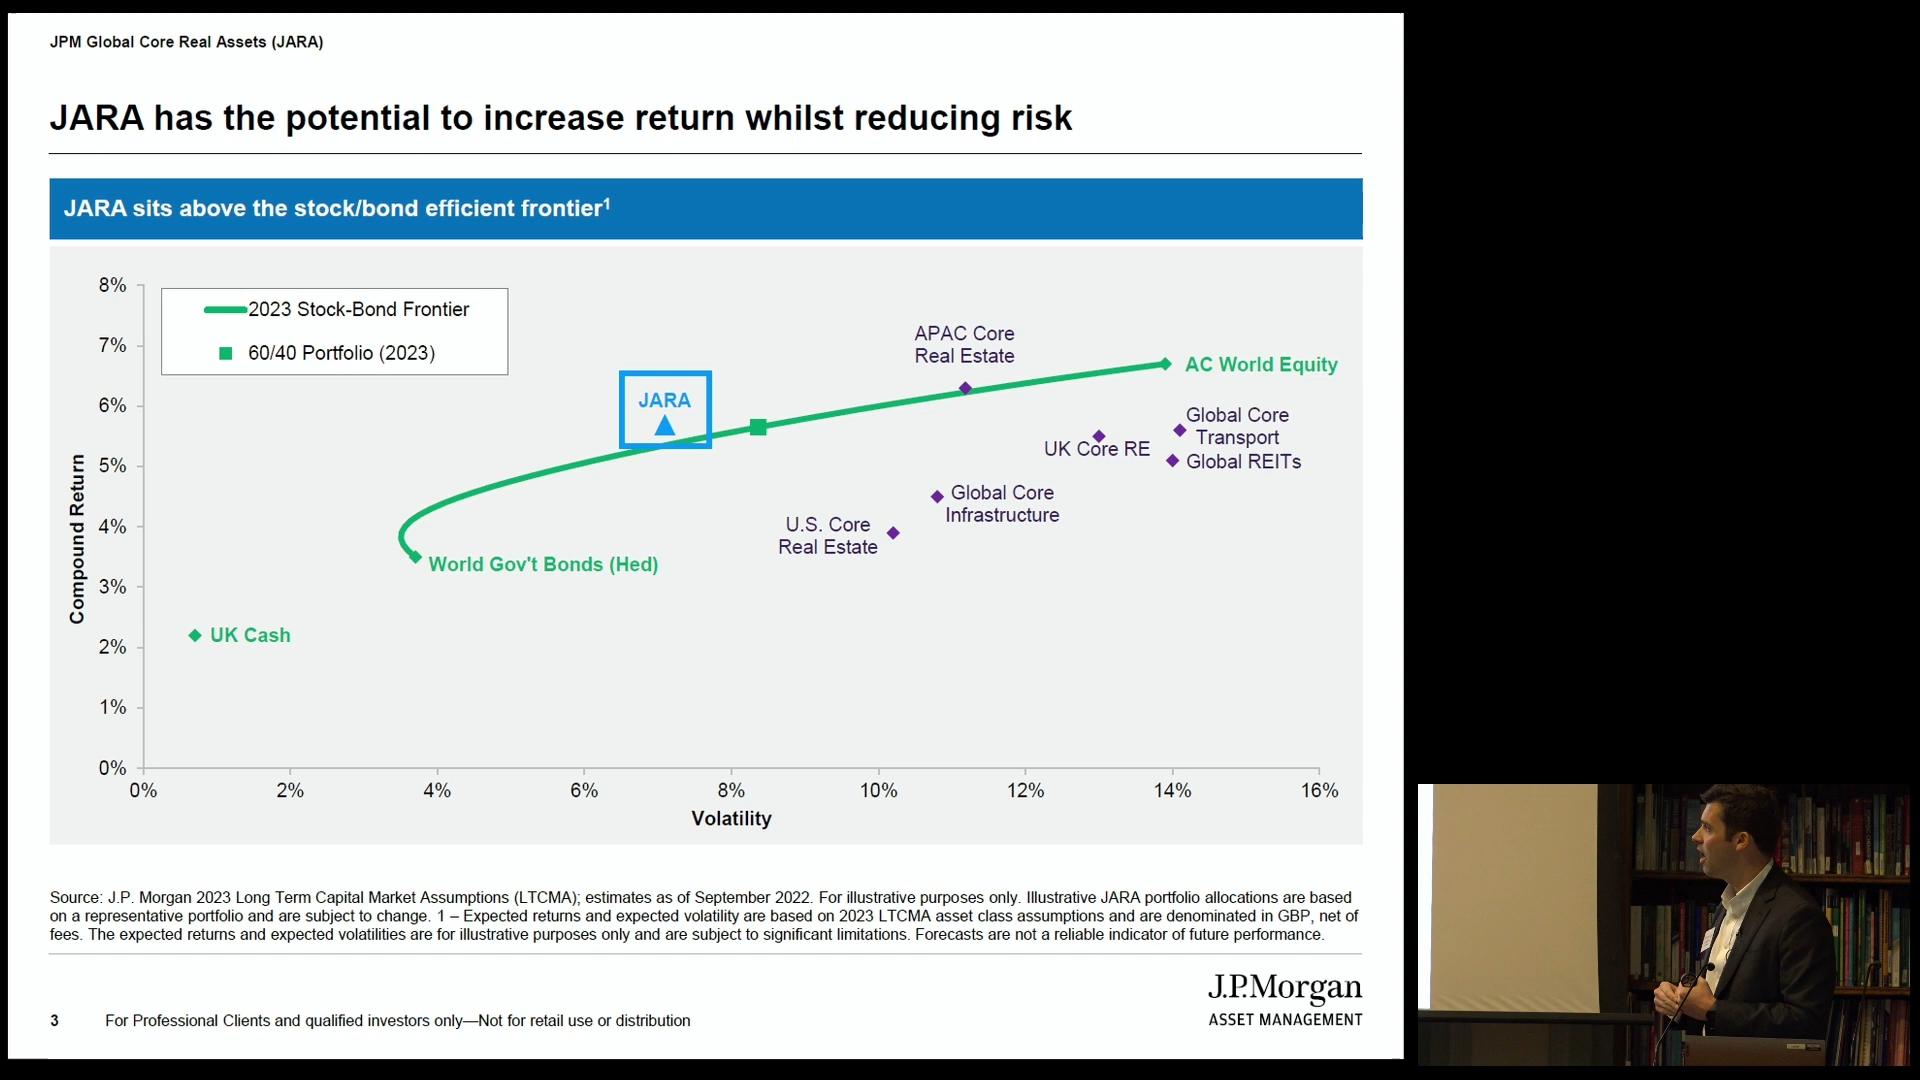 JPM Global Core Real Assets (JARA)
JARA has the potential to increase return whilst reducing risk
JARA sits above the stock/bond efficient frontier¹
8%
7%
6%
5%
4%
3%
2%
1%
0%
Compound Return
2023 Stock-Bond Frontier
60/40 Portfolio (2023)
JARA
APAC Core
Real Estate
AC World Equity
Global Core
Transport
UK Core RE
Global REITs
Global Core
Infrastructure
U.S. Core
Real Estate
World Gov't Bonds (Hed)
UK Cash
0%
2%
4%
6%
8%
10%
12%
14%
16%
Volatility
Source: J.P. Morgan 2023 Long Term Capital Market Assumptions (LTCMA); estimates as of September 2022. For illustrative purposes only. Illustrative JARA portfolio allocations are based
on a representative portfolio and are subject to change. 1 – Expected returns and expected volatility are based on 2023 LTCMA asset class assumptions and are denominated in GBP, net of
fees. The expected returns and expected volatilities are for illustrative purposes only and are subject to significant limitations. Forecasts are not a reliable indicator of future performance.
J.P.Morgan
ASSET MANAGEMENT
3
For Professional Clients and qualified investors only—Not for retail use or distribution